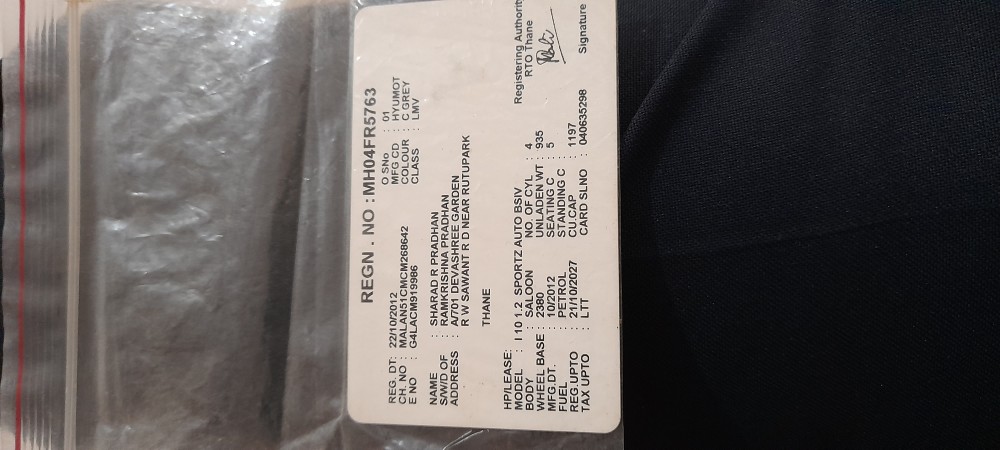 REGN . NO : MH04FR5763
REG. DT: 22/10/2012 O SNo : 01
CH. NO : MALAN51CMCM268642 MFG CD : HYUMOT
E NO : G4LACM919986 COLOUR : C GREY
CLASS : LMV
NAME : SHARAD R PRADHAN
S/W/D OF : RAMKRISHNA PRADHAN
ADDRESS : A/701 DEVASHREE GARDEN
R W SAWANT R D NEAR RUTUPARK
THANE
HP/LEASE:
MODEL : I 10 1.2 SPORTZ AUTO BSIV
BODY : SALOON NO. OF CYL : 4
WHEEL BASE : 2380 UNLADEN WT : 935
MFG.DT. : 10/2012 SEATING C : 5
FUEL : PETROL STANDING C :
REG.UPTO : 21/10/2027 CU.CAP : 1197
TAX UPTO : LTT CARD SLNO : 040635298
Registering Authority
RTO Thane
Signature